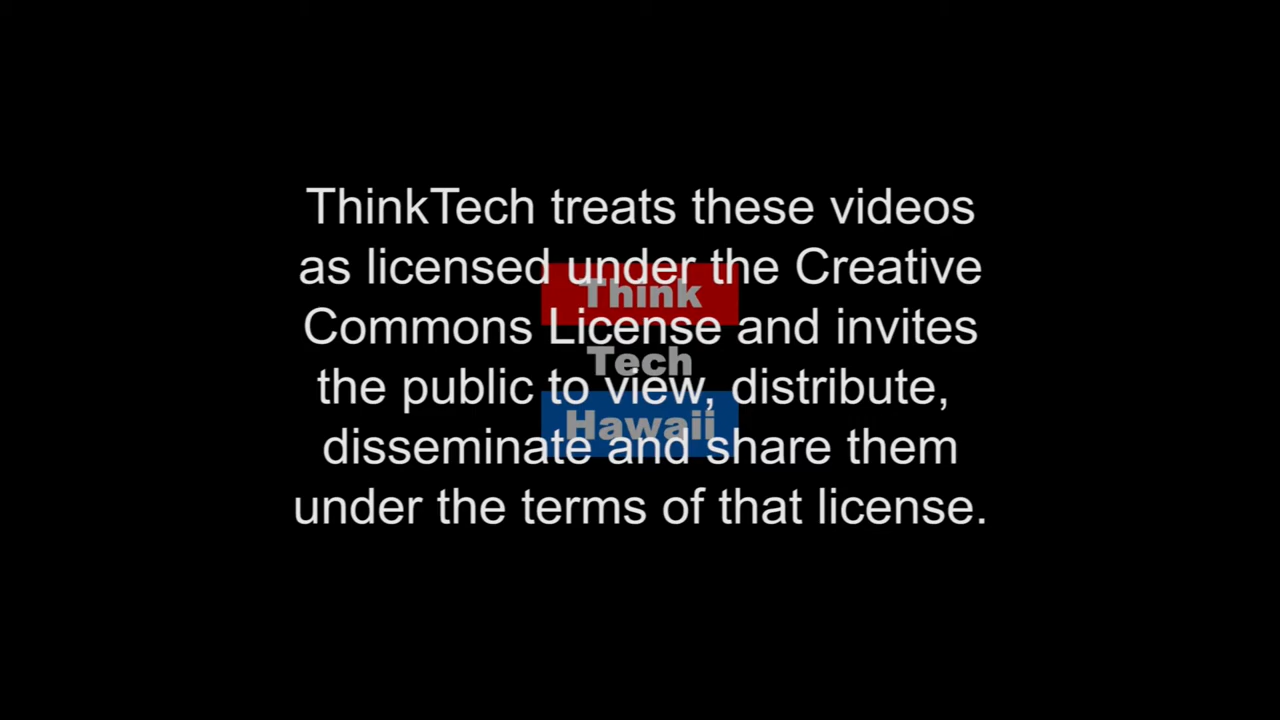 ThinkTech treats these videos
as licensed under the Creative
Think
Commons License and invites
Tech
the public to view, distribute,
Hawaii
disseminate and share them
under the terms of that license.